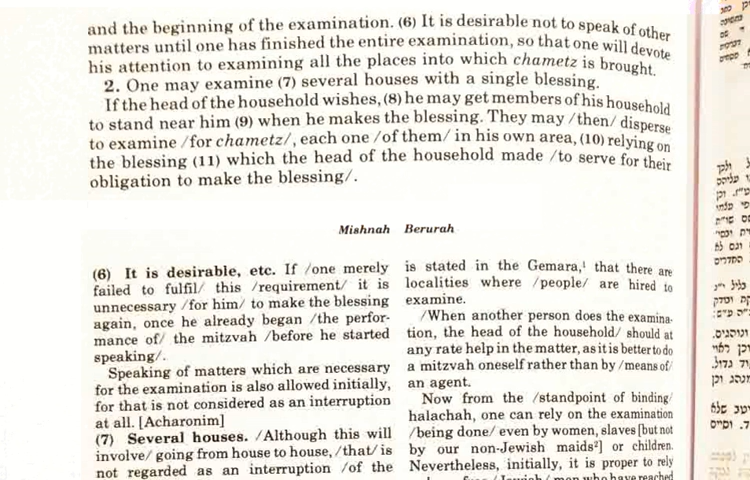 and the beginning of the examination. (6) It is desirable not to speak of other
matters until one has finished the entire examination, so that one will devote
his attention to examining all the places into which chametz is brought.
2. One may examine (7) several houses with a single blessing.
If the head of the household wishes, (8) he may get members of his household
to stand near him (9) when he makes the blessing. They may /then/ disperse
to examine /for chametz/, each one /of them/ in his own area, (10) relying on
the blessing (11) which the head of the household made /to serve for their
obligation to make the blessing/.
Mishnah Berurah
(6) It is desirable, etc. If /one merely
failed to fulfil/ this /requirement/ it is
unnecessary /for him/ to make the blessing
again, once he already began /the perfor-
mance of/ the mitzvah /before he started
speaking/.
Speaking of matters which are necessary
for the examination is also allowed initially,
for that is not considered as an interruption
at all. [Acharonim]
(7) Several houses. /Although this will
involve/ going from house to house, /that/ is
not regarded as an interruption /of the
is stated in the Gemara,¹ that there are
localities where /people/ are hired to
examine.
/When another person does the examina-
tion, the head of the household/ should at
any rate help in the matter, as it is better to do
a mitzvah oneself rather than by /means of/
an agent.
Now from the /standpoint of binding/
halachah, one can rely on the examination
/being done/ even by women, slaves [but not
by our non-Jewish maids²] or children.
Nevertheless, initially, it is proper to rely